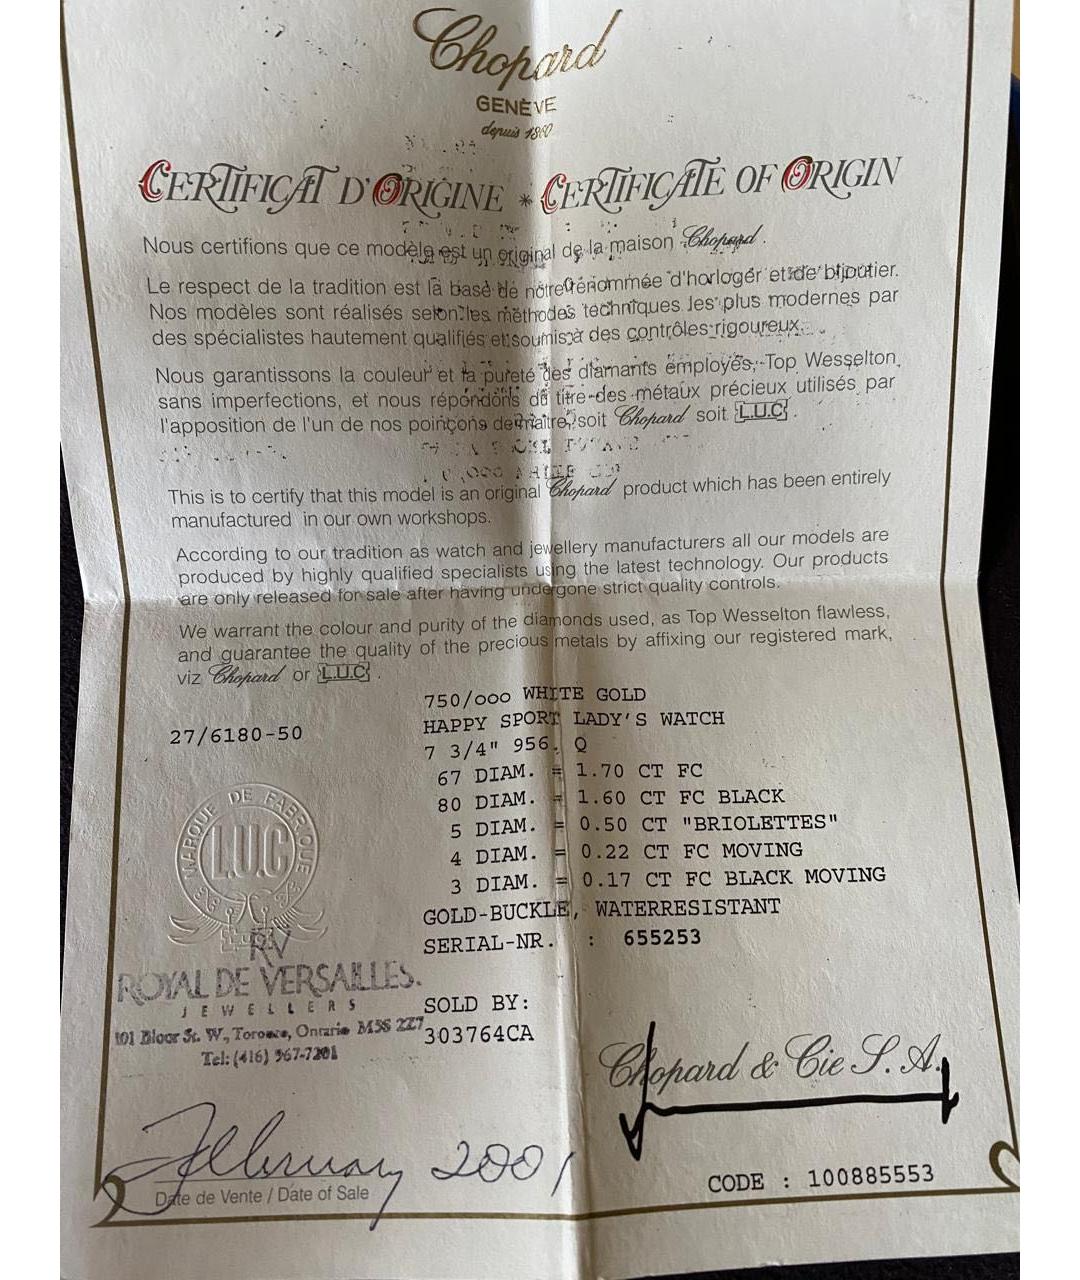 Chopard
GENÈVE
depuis 1860
CERTIFICAT D'ORIGINE * CERTIFICATE OF ORIGIN
Nous certifions que ce modèle est un original de la maison Chopard.
Le respect de la tradition est la base de notre renommée d'horloger et de bijoutier.
Nos modèles sont réalisés selon les méthodes techniques les plus modernes par
des spécialistes hautement qualifiés et soumis à des contrôles rigoureux.
Nous garantissons la couleur et la pureté des diamants employés, Top Wesselton,
sans imperfections, et nous répondons du titre des métaux précieux utilisés par
l'apposition de l'un de nos poinçons de maître, soit Chopard soit L.U.C.
This is to certify that this model is an original Chopard product which has been entirely
manufactured in our own workshops.
According to our tradition as watch and jewellery manufacturers all our models are
produced by highly qualified specialists using the latest technology. Our products
are only released for sale after having undergone strict quality controls.
We warrant the colour and purity of the diamonds used, as Top Wesselton flawless,
and guarantee the quality of the precious metals by affixing our registered mark,
viz Chopard or L.U.C.
750/000 WHITE GOLD
27/6180-50 HAPPY SPORT LADY'S WATCH
7 3/4" 956. Q
67 DIAM. = 1.70 CT FC
80 DIAM. = 1.60 CT FC BLACK
5 DIAM. = 0.50 CT "BRIOLETTES"
4 DIAM. = 0.22 CT FC MOVING
3 DIAM. = 0.17 CT FC BLACK MOVING
GOLD-BUCKLE, WATERRESISTANT
SERIAL-NR. : 655253
MARQUE DE FABRIQUE
L.U.C
RV
ROYAL DE VERSAILLES.
JEWELLERS
101 Bloor St. W., Toronto, Ontario M5S 2Z7
Tel: (416) 967-7201
SOLD BY:
303764CA
Chopard & Cie S.A.
February 2001
Date de Vente / Date of Sale
CODE : 100885553